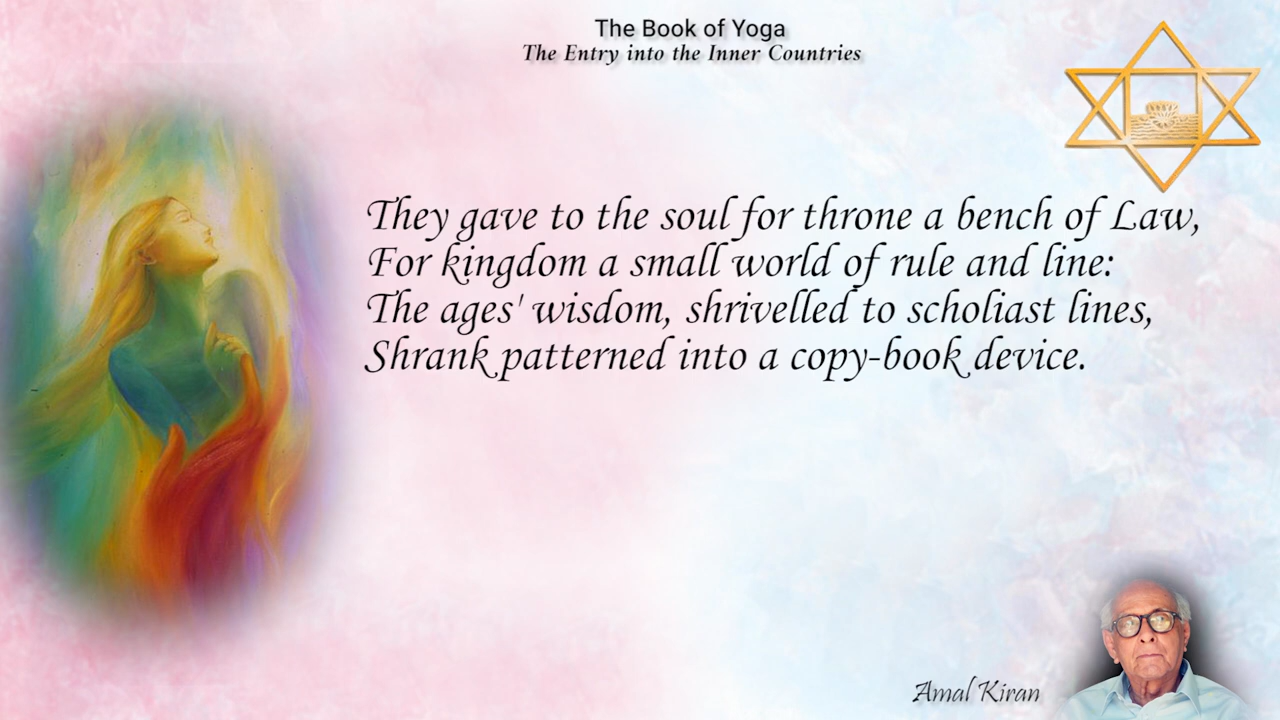 The Book of Yoga
The Entry into the Inner Countries
They gave to the soul for throne a bench of Law,
For kingdom a small world of rule and line:
The ages' wisdom, shrivelled to scholiast lines,
Shrank patterned into a copy-book device.
Amal Kiran